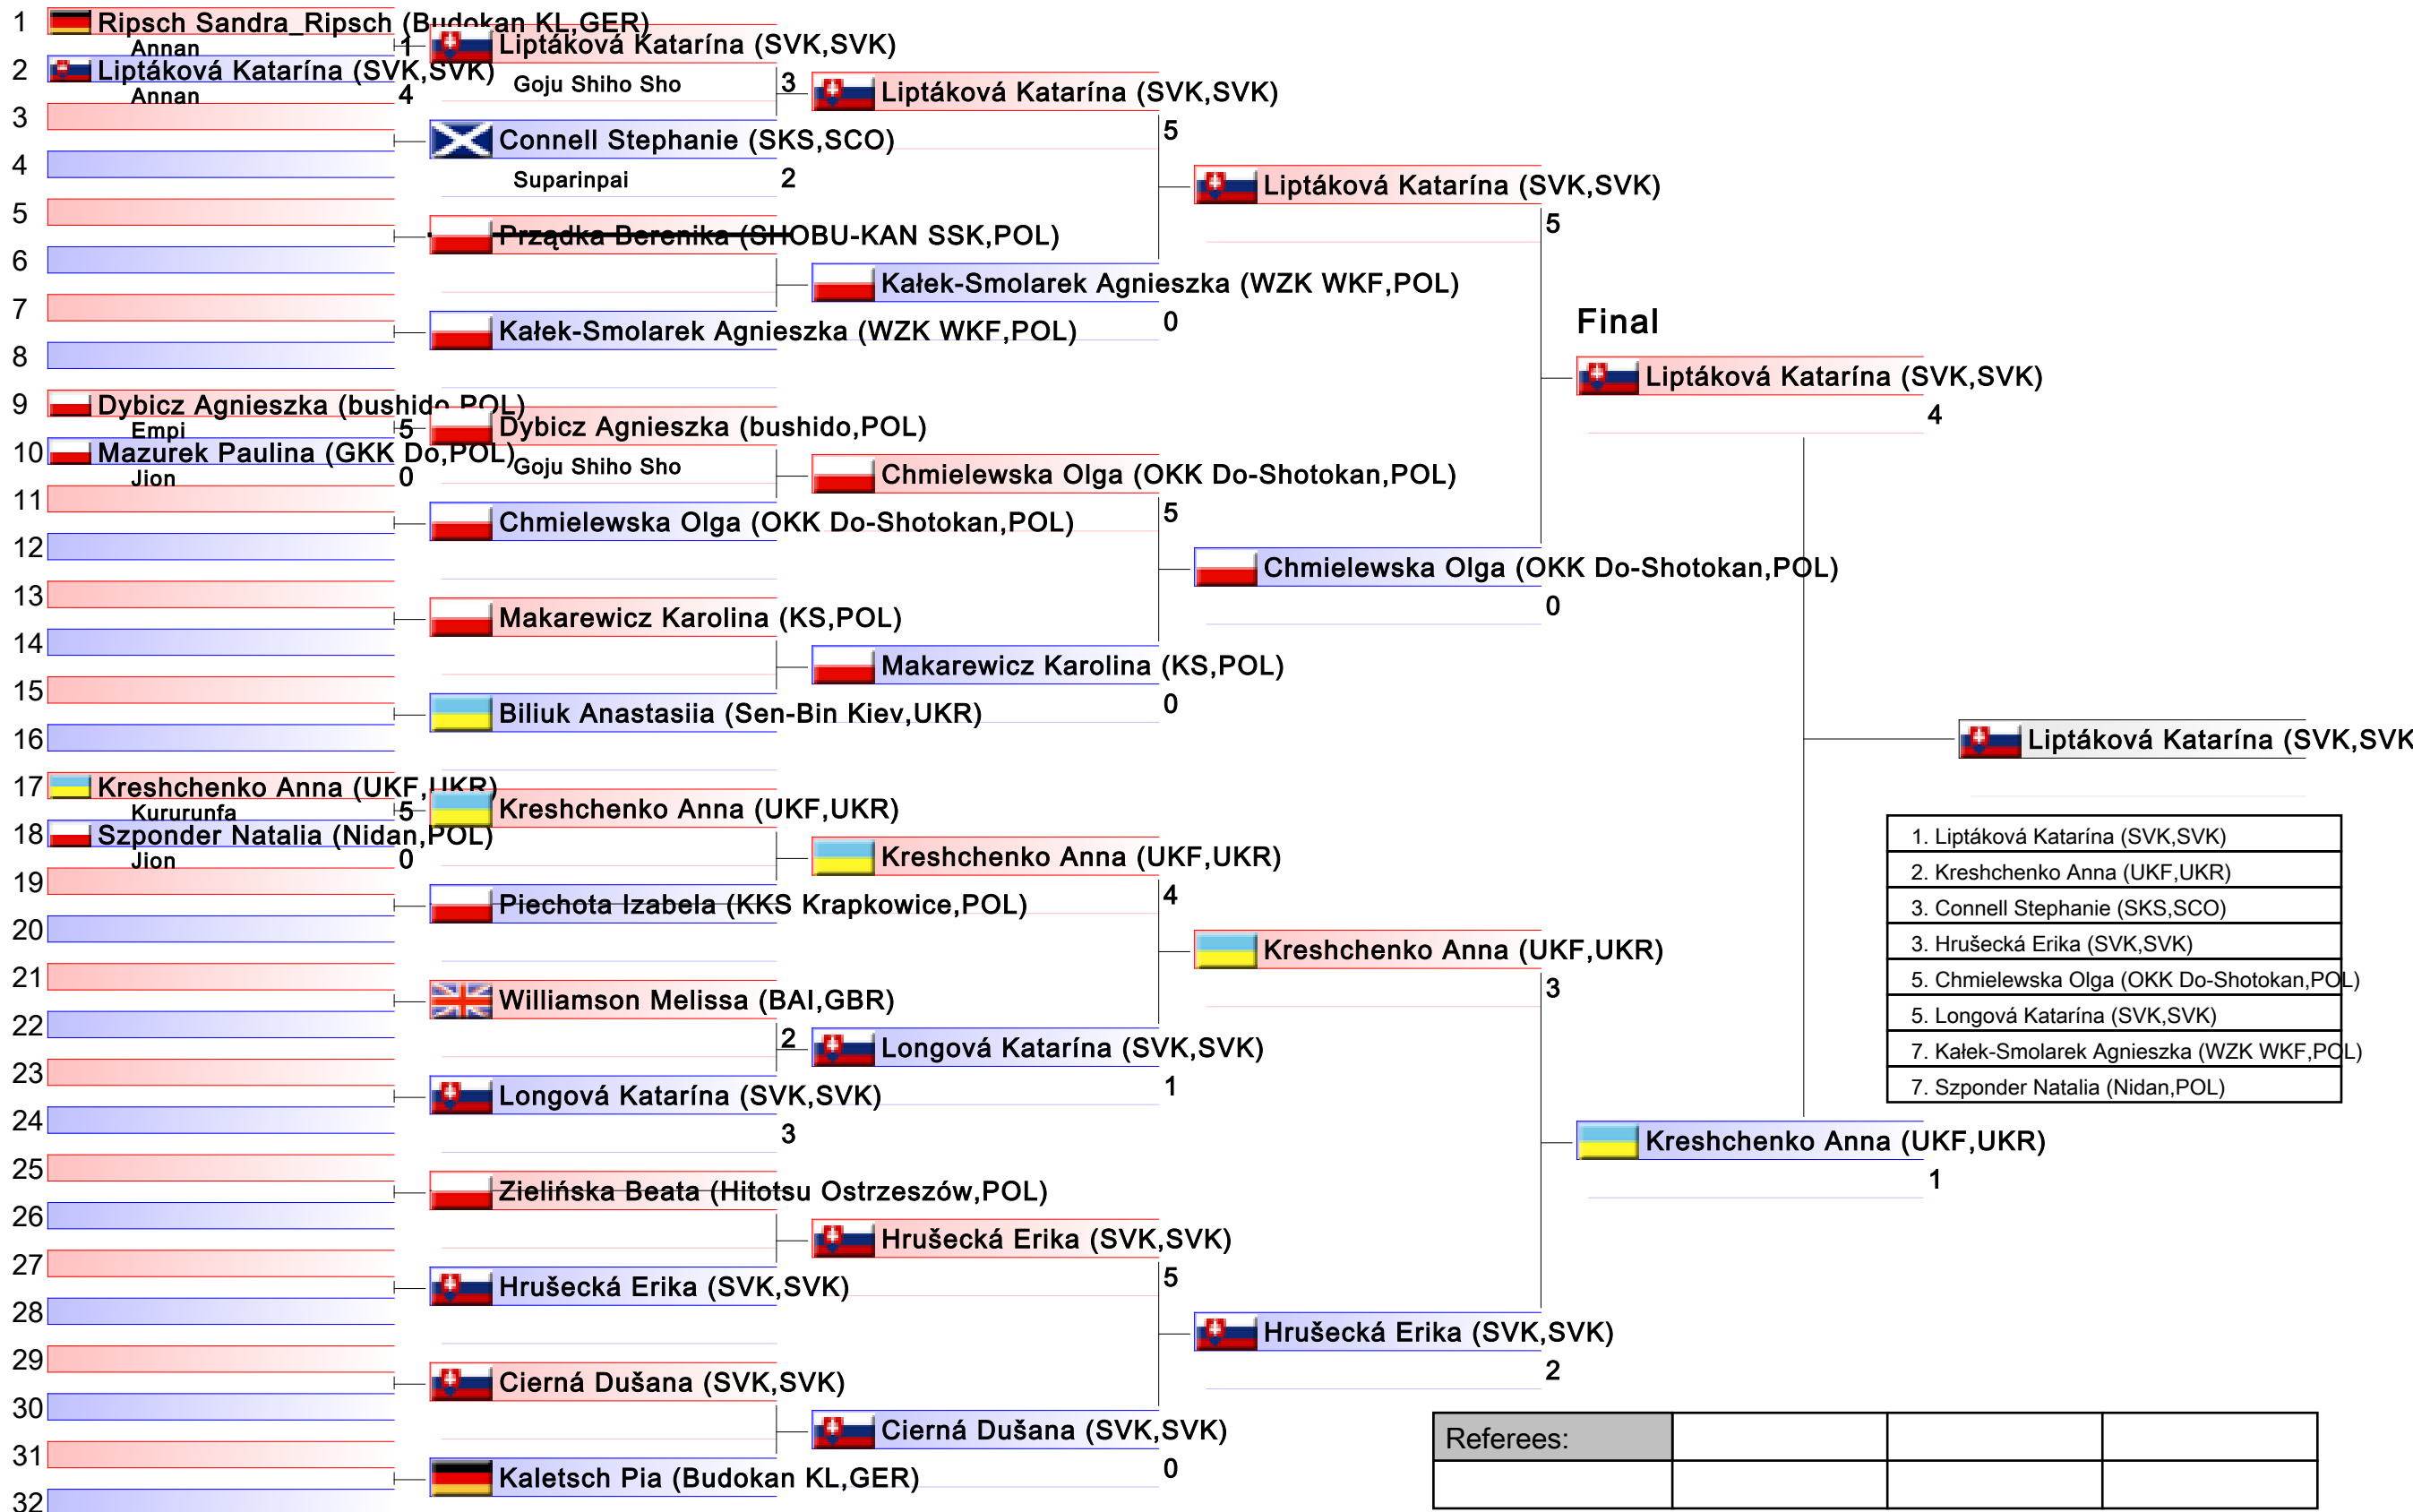 1 Ripsch Sandra_Ripsch (Budokan KL,GER)
Annan 1
2 Liptáková Katarína (SVK,SVK)
Annan 4
3
4
5
6
7
8
9 Dybicz Agnieszka (bushido,POL)
Empi 5
10 Mazurek Paulina (GKK Do,POL)
Jion 0
11
12
13
14
15
16
17 Kreshchenko Anna (UKF,UKR)
Kururunfa 5
18 Szponder Natalia (Nidan,POL)
Jion 0
19
20
21
22
23
24
25
26
27
28
29
30
31
32
Liptáková Katarína (SVK,SVK)
Goju Shiho Sho 3
Connell Stephanie (SKS,SCO)
Suparinpai 2
Prządka Berenika (SHOBU-KAN SSK,POL)
Kałek-Smolarek Agnieszka (WZK WKF,POL)
Dybicz Agnieszka (bushido,POL)
Goju Shiho Sho
Chmielewska Olga (OKK Do-Shotokan,POL)
Makarewicz Karolina (KS,POL)
Biliuk Anastasiia (Sen-Bin Kiev,UKR)
Kreshchenko Anna (UKF,UKR)
Piechota Izabela (KKS Krapkowice,POL)
Williamson Melissa (BAI,GBR)
2
Longová Katarína (SVK,SVK)
3
Zielińska Beata (Hitotsu Ostrzeszów,POL)
Hrušecká Erika (SVK,SVK)
Cierná Dušana (SVK,SVK)
Kaletsch Pia (Budokan KL,GER)
Liptáková Katarína (SVK,SVK)
5
Kałek-Smolarek Agnieszka (WZK WKF,POL)
0
Chmielewska Olga (OKK Do-Shotokan,POL)
5
Makarewicz Karolina (KS,POL)
0
Kreshchenko Anna (UKF,UKR)
4
Longová Katarína (SVK,SVK)
1
Hrušecká Erika (SVK,SVK)
5
Cierná Dušana (SVK,SVK)
0
Liptáková Katarína (SVK,SVK)
5
Chmielewska Olga (OKK Do-Shotokan,POL)
0
Kreshchenko Anna (UKF,UKR)
3
Hrušecká Erika (SVK,SVK)
2
Final
Liptáková Katarína (SVK,SVK)
4
Kreshchenko Anna (UKF,UKR)
1
Liptáková Katarína (SVK,SVK
1. Liptáková Katarína (SVK,SVK)
2. Kreshchenko Anna (UKF,UKR)
3. Connell Stephanie (SKS,SCO)
3. Hrušecká Erika (SVK,SVK)
5. Chmielewska Olga (OKK Do-Shotokan,POL)
5. Longová Katarína (SVK,SVK)
7. Kałek-Smolarek Agnieszka (WZK WKF,POL)
7. Szponder Natalia (Nidan,POL)
Referees: